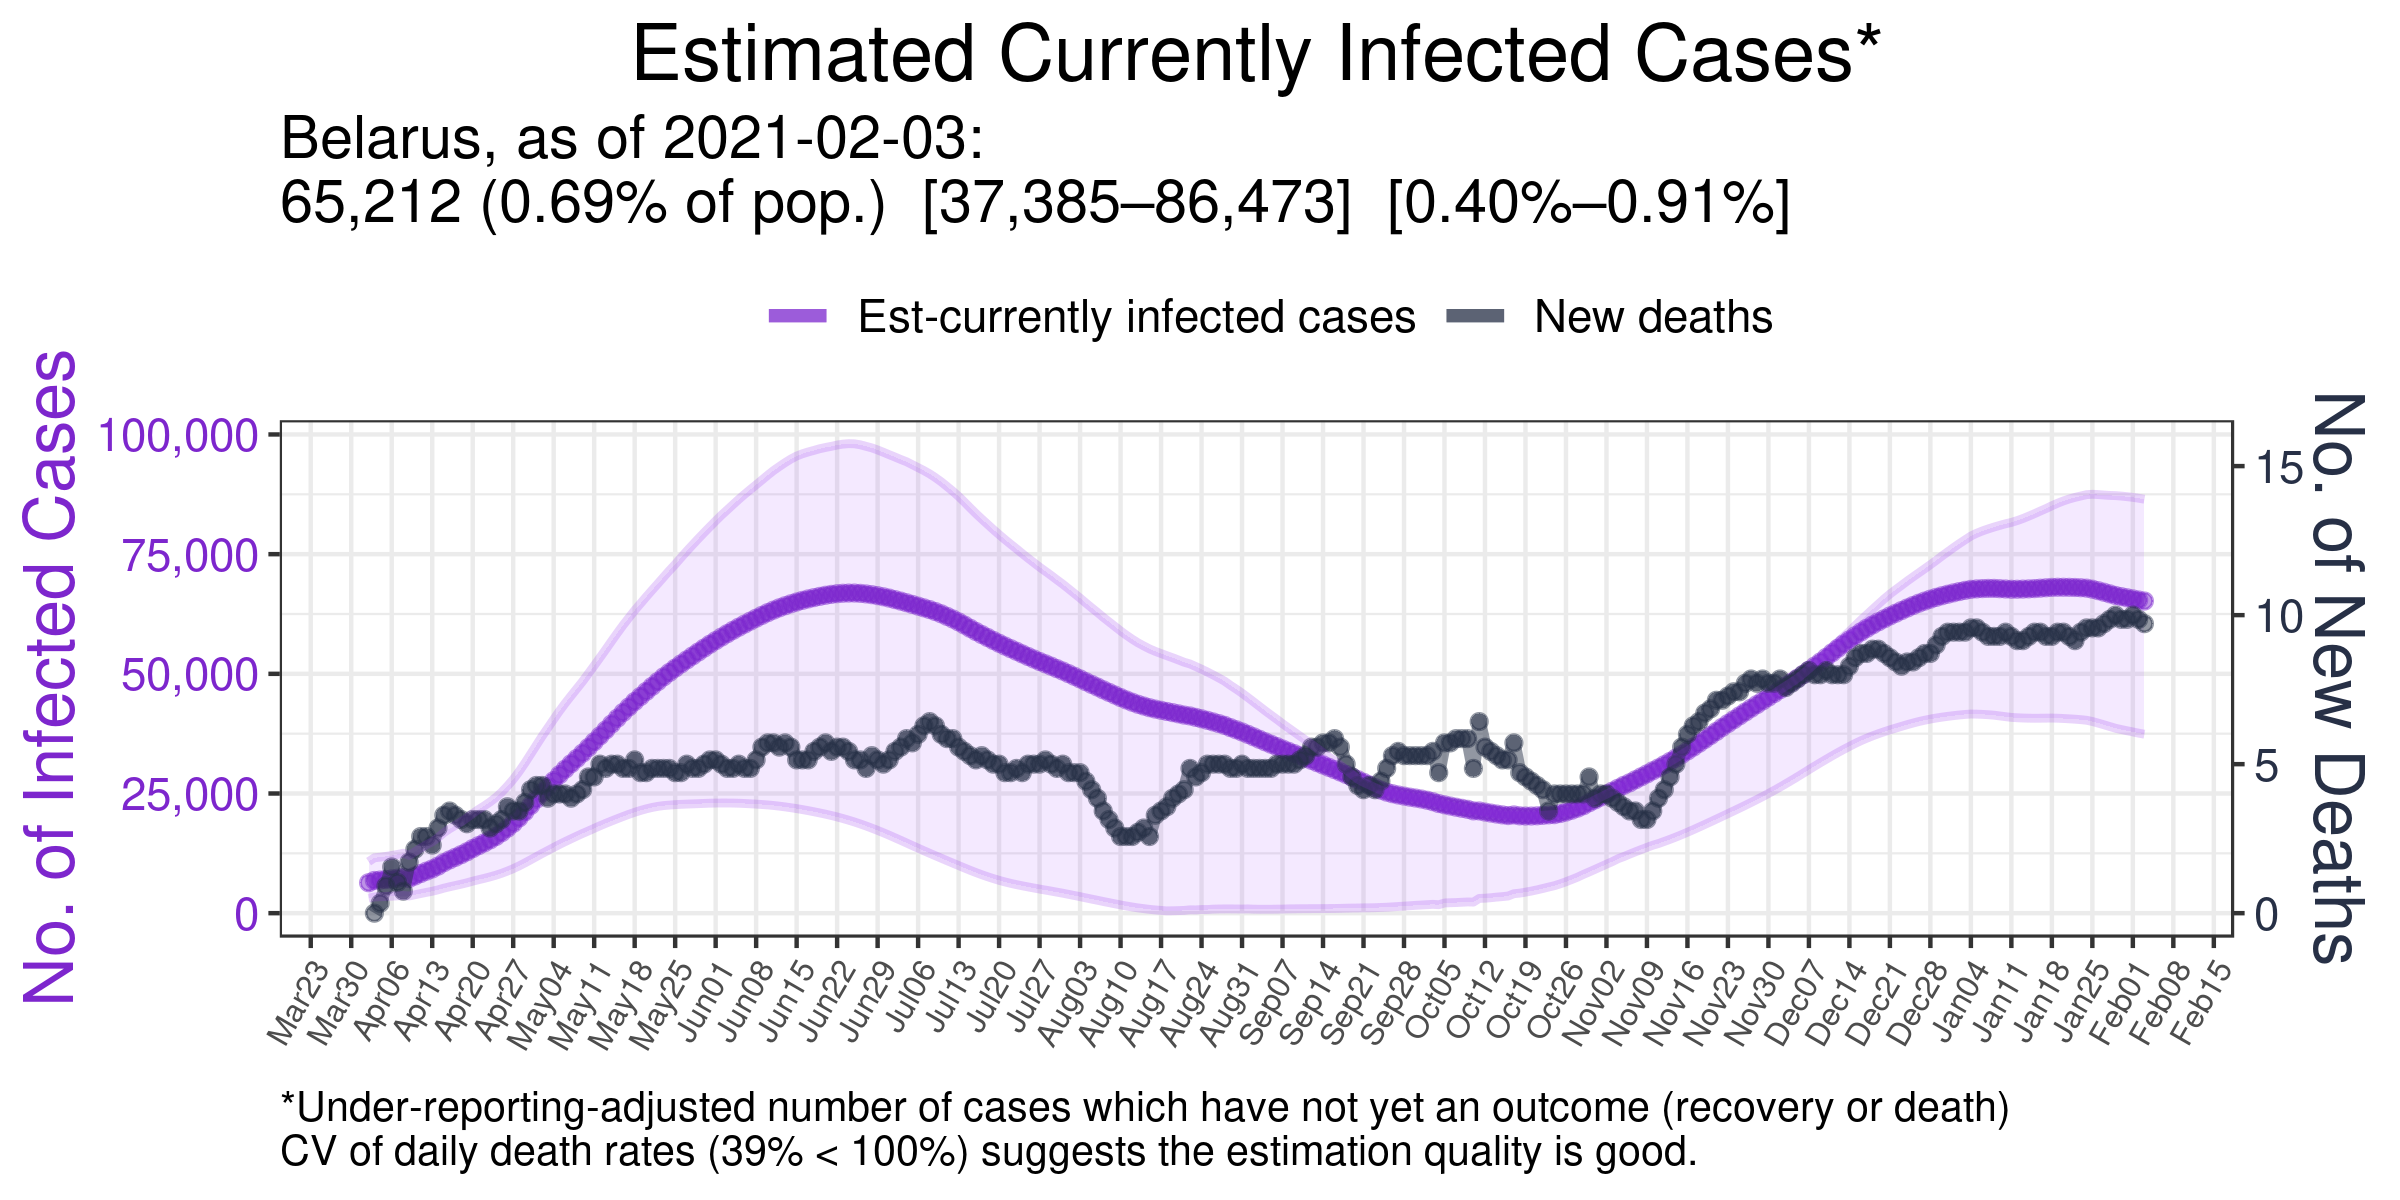 Estimated Currently Infected Cases*
Belarus, as of 2021-02-03:
65,212 (0.69% of pop.) [37,385–86,473] [0.40%–0.91%]
Est-currently infected cases New deaths
No. of Infected Cases
100,000
75,000
50,000
25,000
0
15
10
5
0
No. of New Deaths
Mar23 Mar30 Apr06 Apr13 Apr20 Apr27 May04 May11 May18 May25 Jun01 Jun08 Jun15 Jun22 Jun29 Jul06 Jul13 Jul20 Jul27 Aug03 Aug10 Aug17 Aug24 Aug31 Sep07 Sep14 Sep21 Sep28 Oct05 Oct12 Oct19 Oct26 Nov02 Nov09 Nov16 Nov23 Nov30 Dec07 Dec14 Dec21 Dec28 Jan04 Jan11 Jan18 Jan25 Feb01 Feb08 Feb15
*Under-reporting-adjusted number of cases which have not yet an outcome (recovery or death)
CV of daily death rates (39% < 100%) suggests the estimation quality is good.